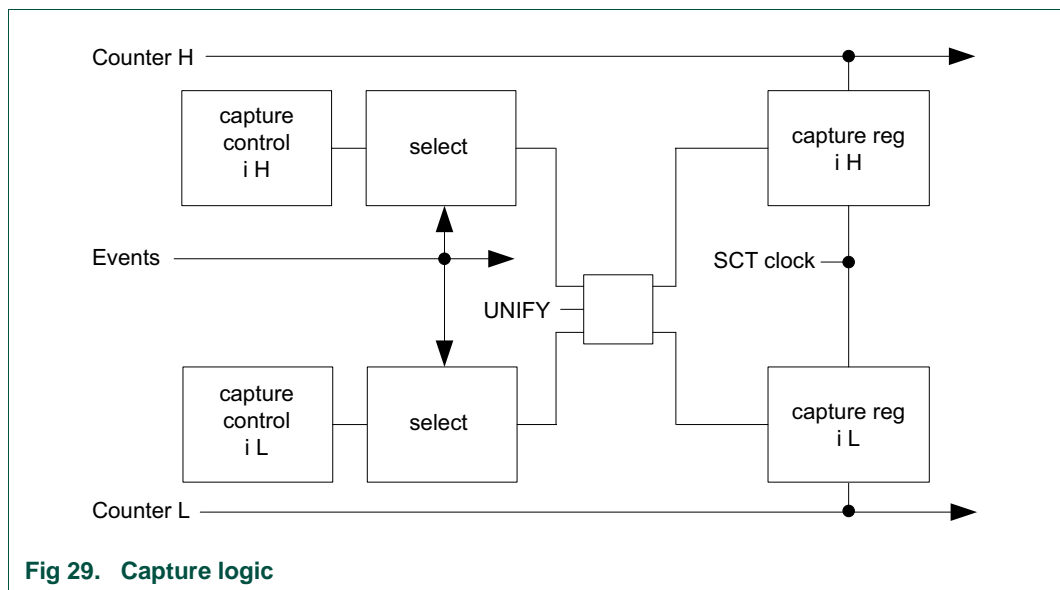 Counter H
capture
control
i H
select
capture reg
i H
Events
SCT clock
UNIFY
capture
control
i L
select
capture reg
i L
Counter L
Fig 29. Capture logic